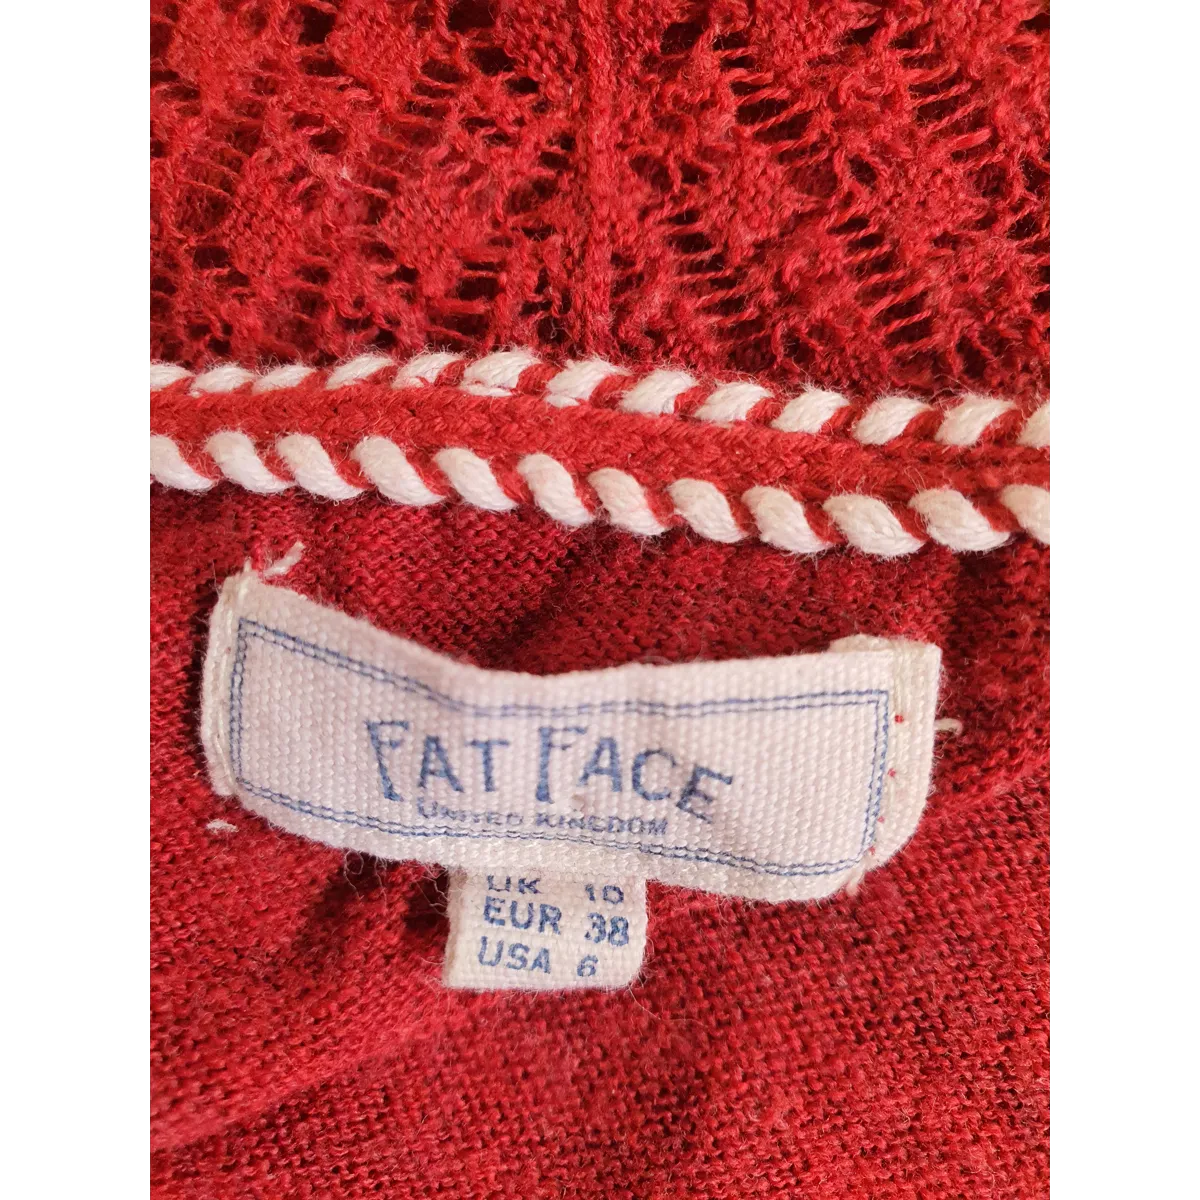 FAT FACE
UNITED KINGDOM
UK 10
EUR 38
USA 6